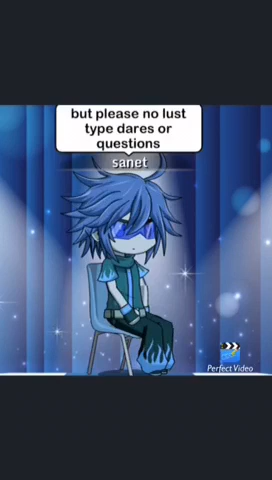 but please no lust
type dares or
questions
sanet
Perfect Video